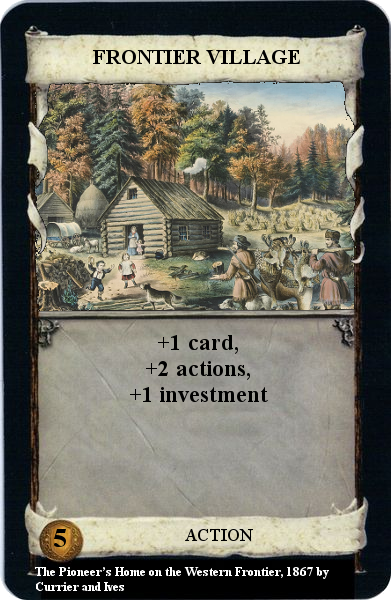 FRONTIER VILLAGE
+1 card,
+2 actions,
+1 investment
5
ACTION
The Pioneer's Home on the Western Frontier, 1867 by
Currier and Ives